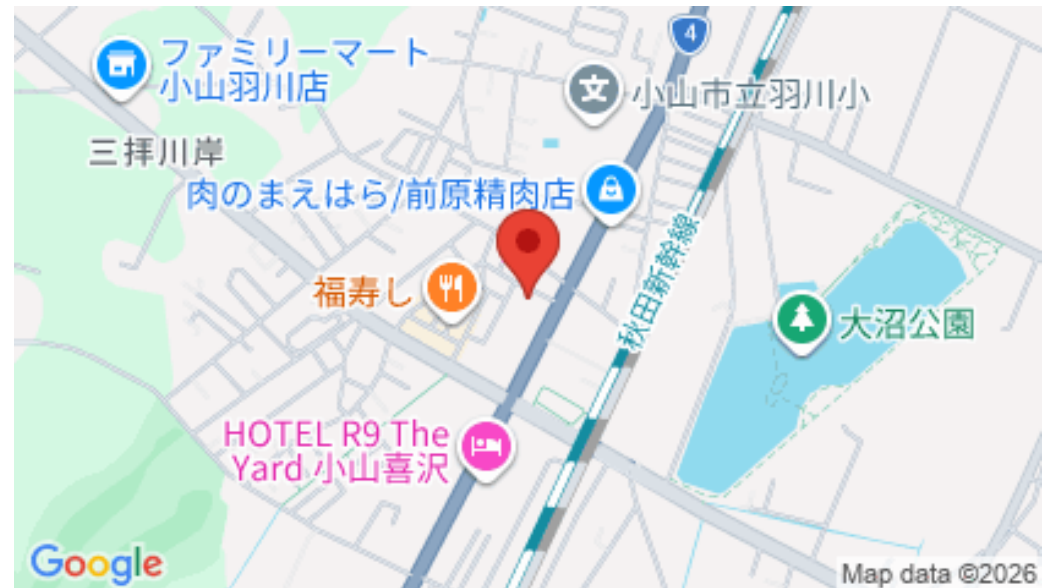 ファミリーマート
小山羽川店
4
文
小山市立羽川小
三拝川岸
肉のまえはら/前原精肉店
福寿し
秋田新幹線
大沼公園
HOTEL R9 The
Yard 小山喜沢
Google
Map data ©2026